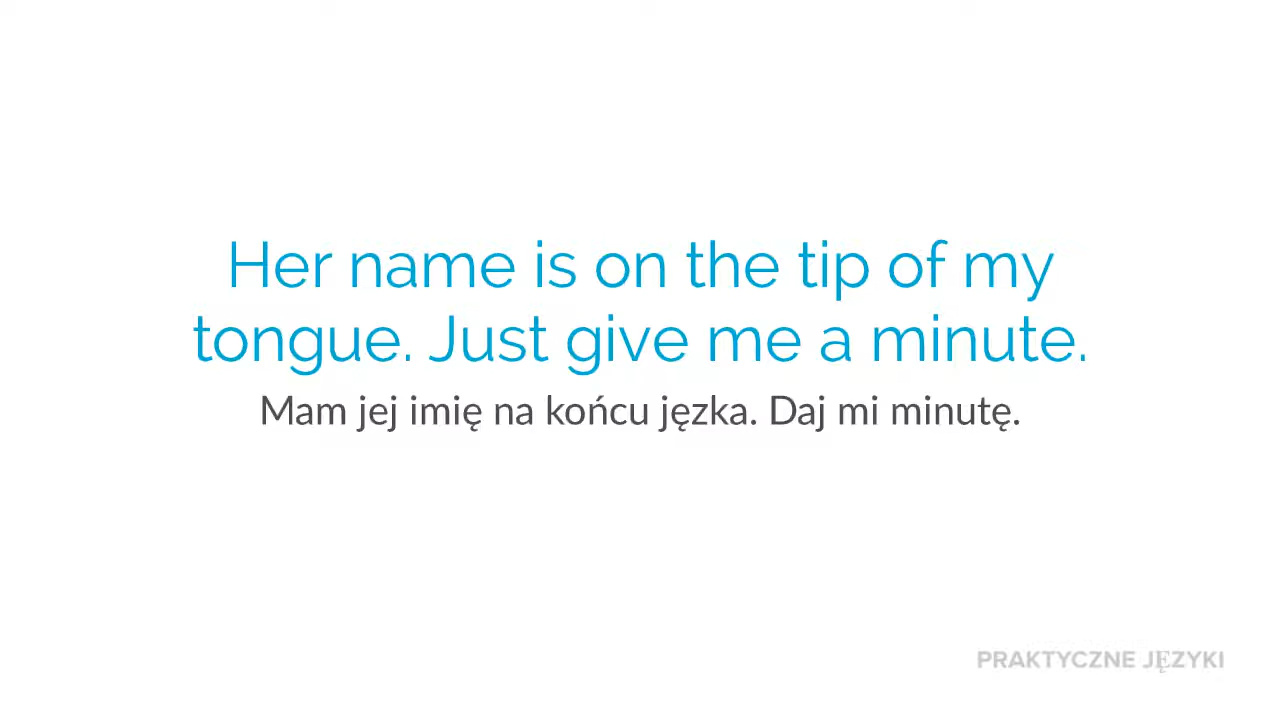 Her name is on the tip of my
tongue. Just give me a minute.
Mam jej imię na końcu języka. Daj mi minutę.
PRAKTYCZNE JĘZYKI